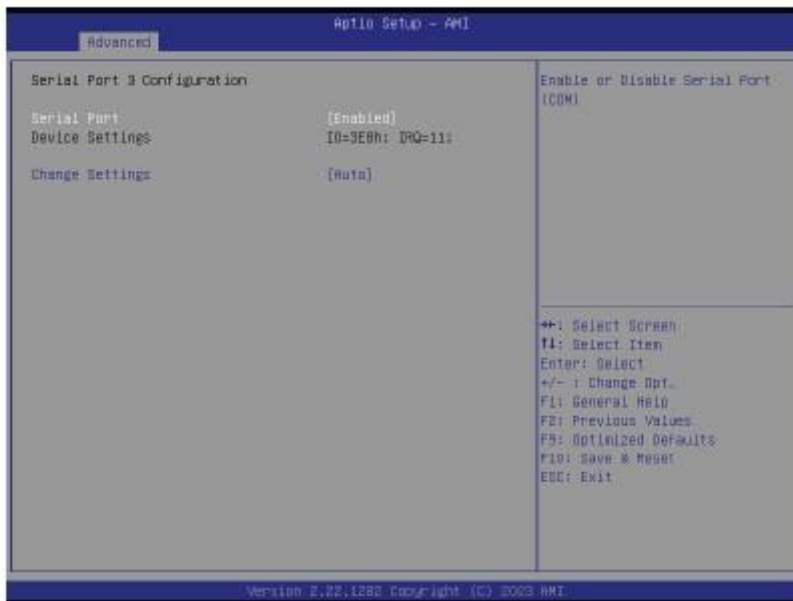 Aptio Setup – AMI
Advanced
Serial Port 3 Configuration
Serial Port [Enabled]
Device Settings IO=3E8h; IRQ=11;
Change Settings [Auto]
Enable or Disable Serial Port
(COM)
→←: Select Screen
↑↓: Select Item
Enter: Select
+/- : Change Opt.
F1: General Help
F2: Previous Values
F9: Optimized Defaults
F10: Save & Reset
ESC: Exit
Version 2.22.1282 Copyright (C) 2023 AMI